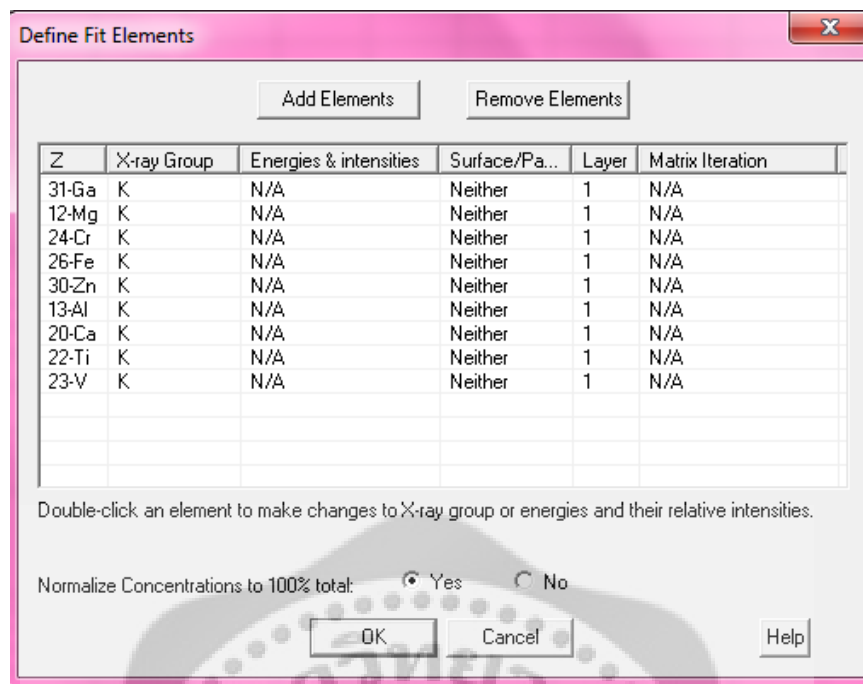 Define Fit Elements
Add Elements Remove Elements
Z X-ray Group Energies & intensities Surface/Pa... Layer Matrix Iteration
31-Ga K N/A Neither 1 N/A
12-Mg K N/A Neither 1 N/A
24-Cr K N/A Neither 1 N/A
26-Fe K N/A Neither 1 N/A
30-Zn K N/A Neither 1 N/A
13-Al K N/A Neither 1 N/A
20-Ca K N/A Neither 1 N/A
22-Ti K N/A Neither 1 N/A
23-V K N/A Neither 1 N/A
Double-click an element to make changes to X-ray group or energies and their relative intensities.
Normalize Concentrations to 100% total: Yes No
OK Cancel Help